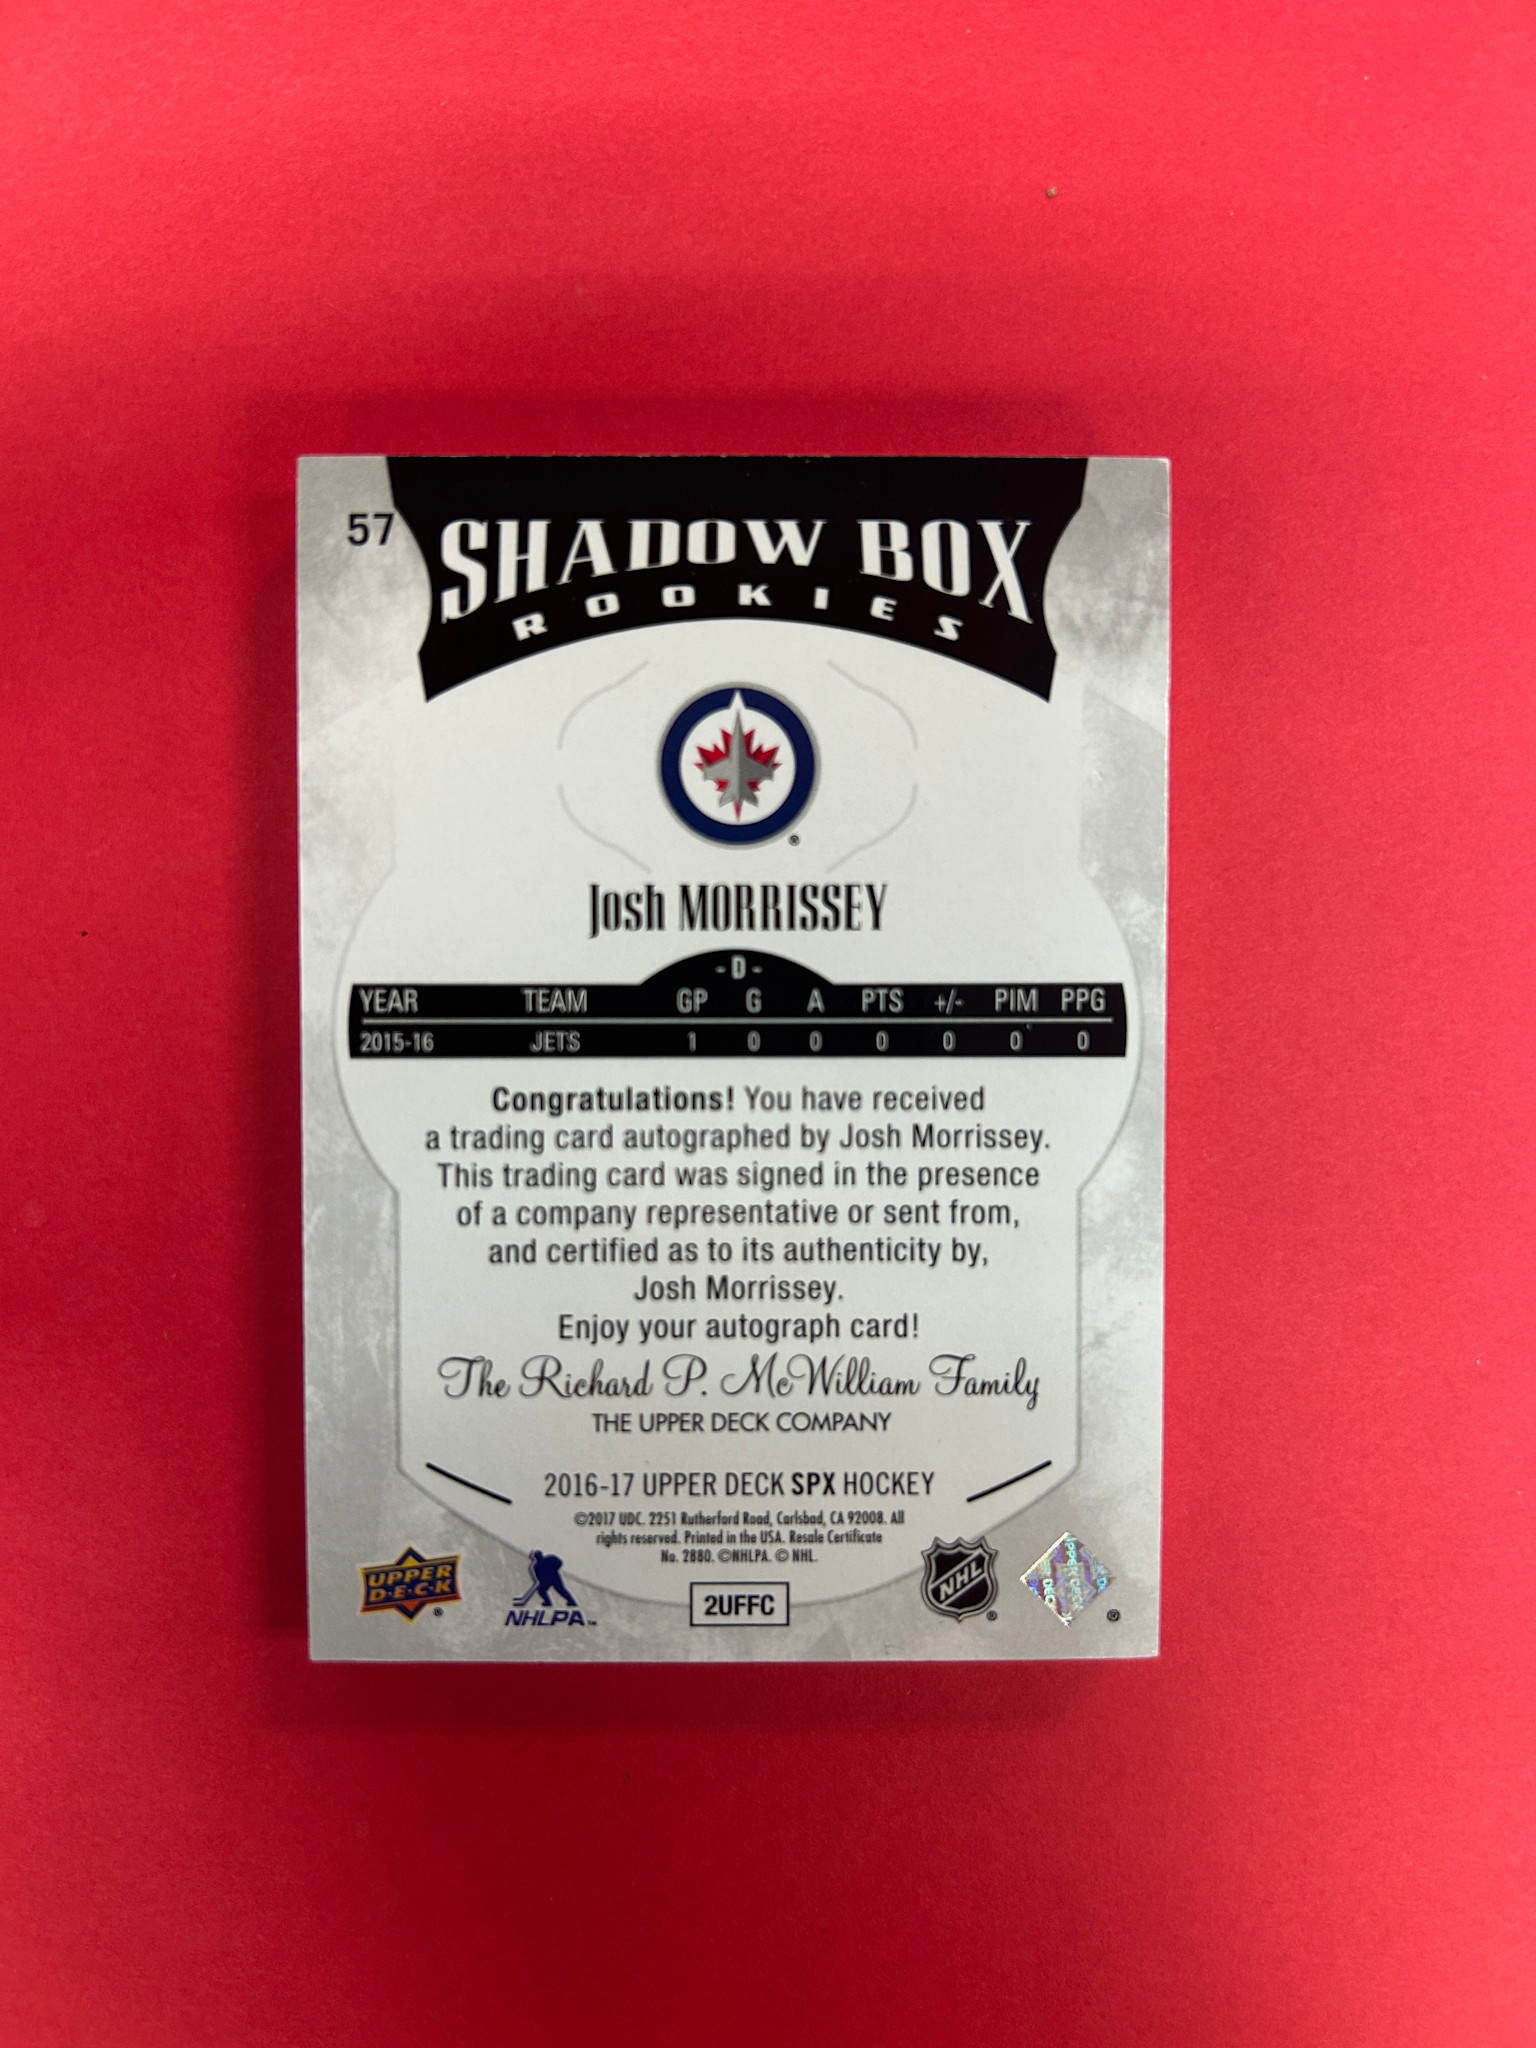 57
SHADOW BOX
ROOKIES
®
Josh MORRISSEY
- D -
YEAR TEAM GP G A PTS +/- PIM PPG
2015-16 JETS 1 0 0 0 0 0 0
Congratulations! You have received
a trading card autographed by Josh Morrissey.
This trading card was signed in the presence
of a company representative or sent from,
and certified as to its authenticity by,
Josh Morrissey.
Enjoy your autograph card!
The Richard P. McWilliam Family
THE UPPER DECK COMPANY
2016-17 UPPER DECK SPX HOCKEY
©2017 UDC. 2251 Rutherford Road, Carlsbad, CA 92008. All
rights reserved. Printed in the USA. Resale Certificate
No. 2880. ©NHLPA. © NHL.
UPPER
D·E·C·K ®
NHLPA™
2UFFC
NHL ®
UPPER DECK ®